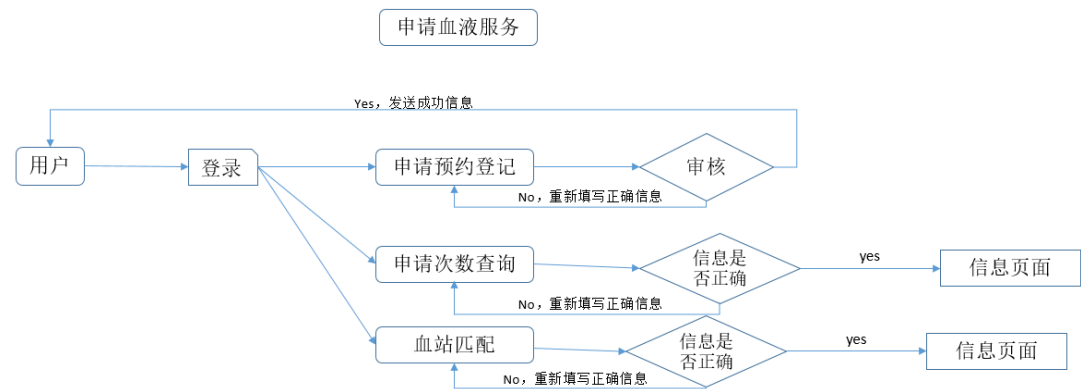 申请血液服务
Yes，发送成功信息
用户
登录
申请预约登记
审核
No，重新填写正确信息
申请次数查询
信息是
否正确
yes
信息页面
No，重新填写正确信息
血站匹配
信息是
否正确
yes
信息页面
No，重新填写正确信息